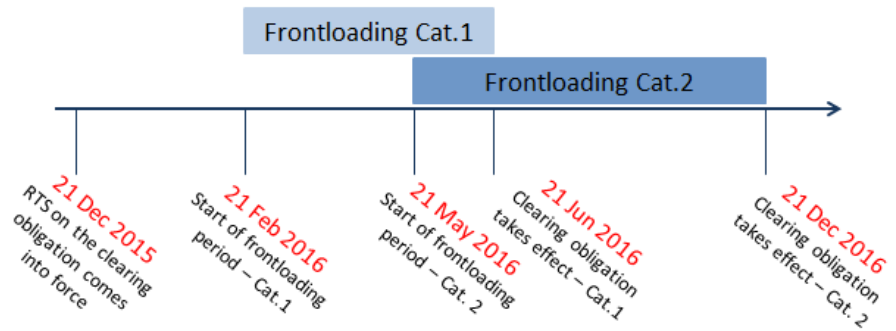 Frontloading Cat.1
Frontloading Cat.2
21 Dec 2015
RTS on the clearing
obligation comes
into force
21 Feb 2016
Start of frontloading
period – Cat.1
21 May 2016
Start of frontloading
period – Cat. 2
21 Jun 2016
Clearing obligation
takes effect – Cat.1
21 Dec 2016
Clearing obligation
takes effect – Cat. 2